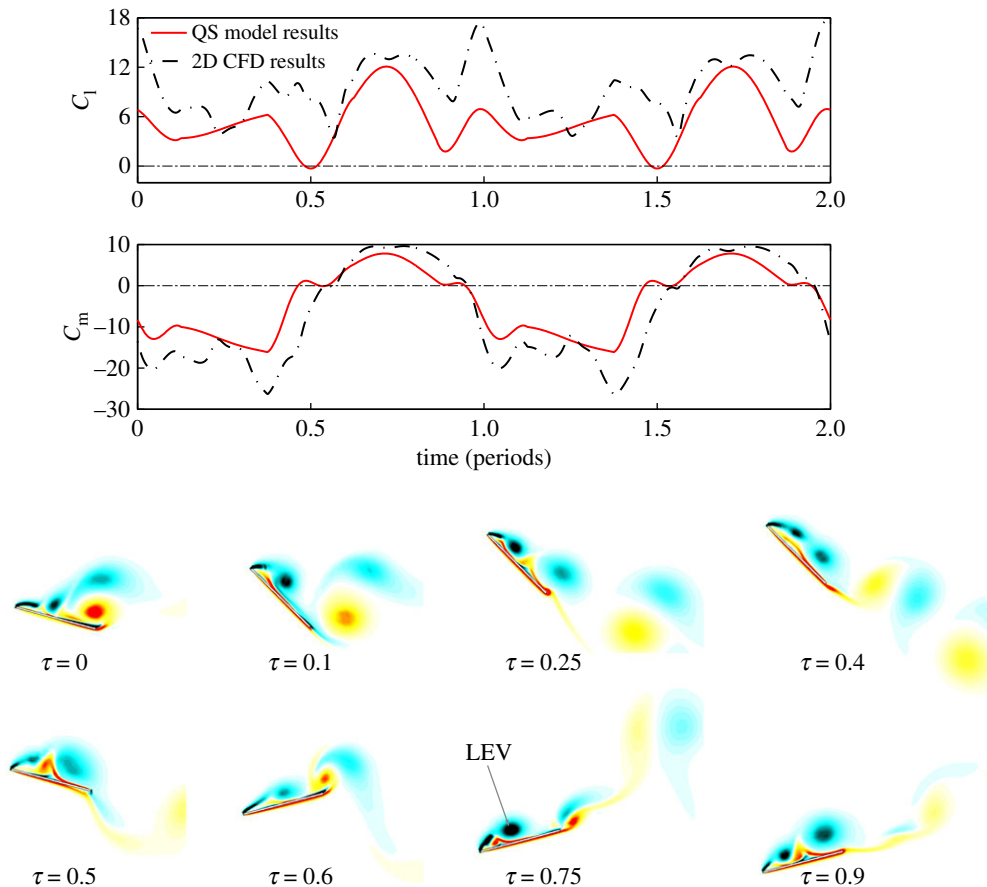 18
12
6
0
C_l
QS model results
2D CFD results
0 0.5 1.0 1.5 2.0
10
0
−10
−20
−30
C_m
0 0.5 1.0 1.5 2.0
time (periods)
τ = 0 τ = 0.1 τ = 0.25 τ = 0.4
LEV
τ = 0.5 τ = 0.6 τ = 0.75 τ = 0.9